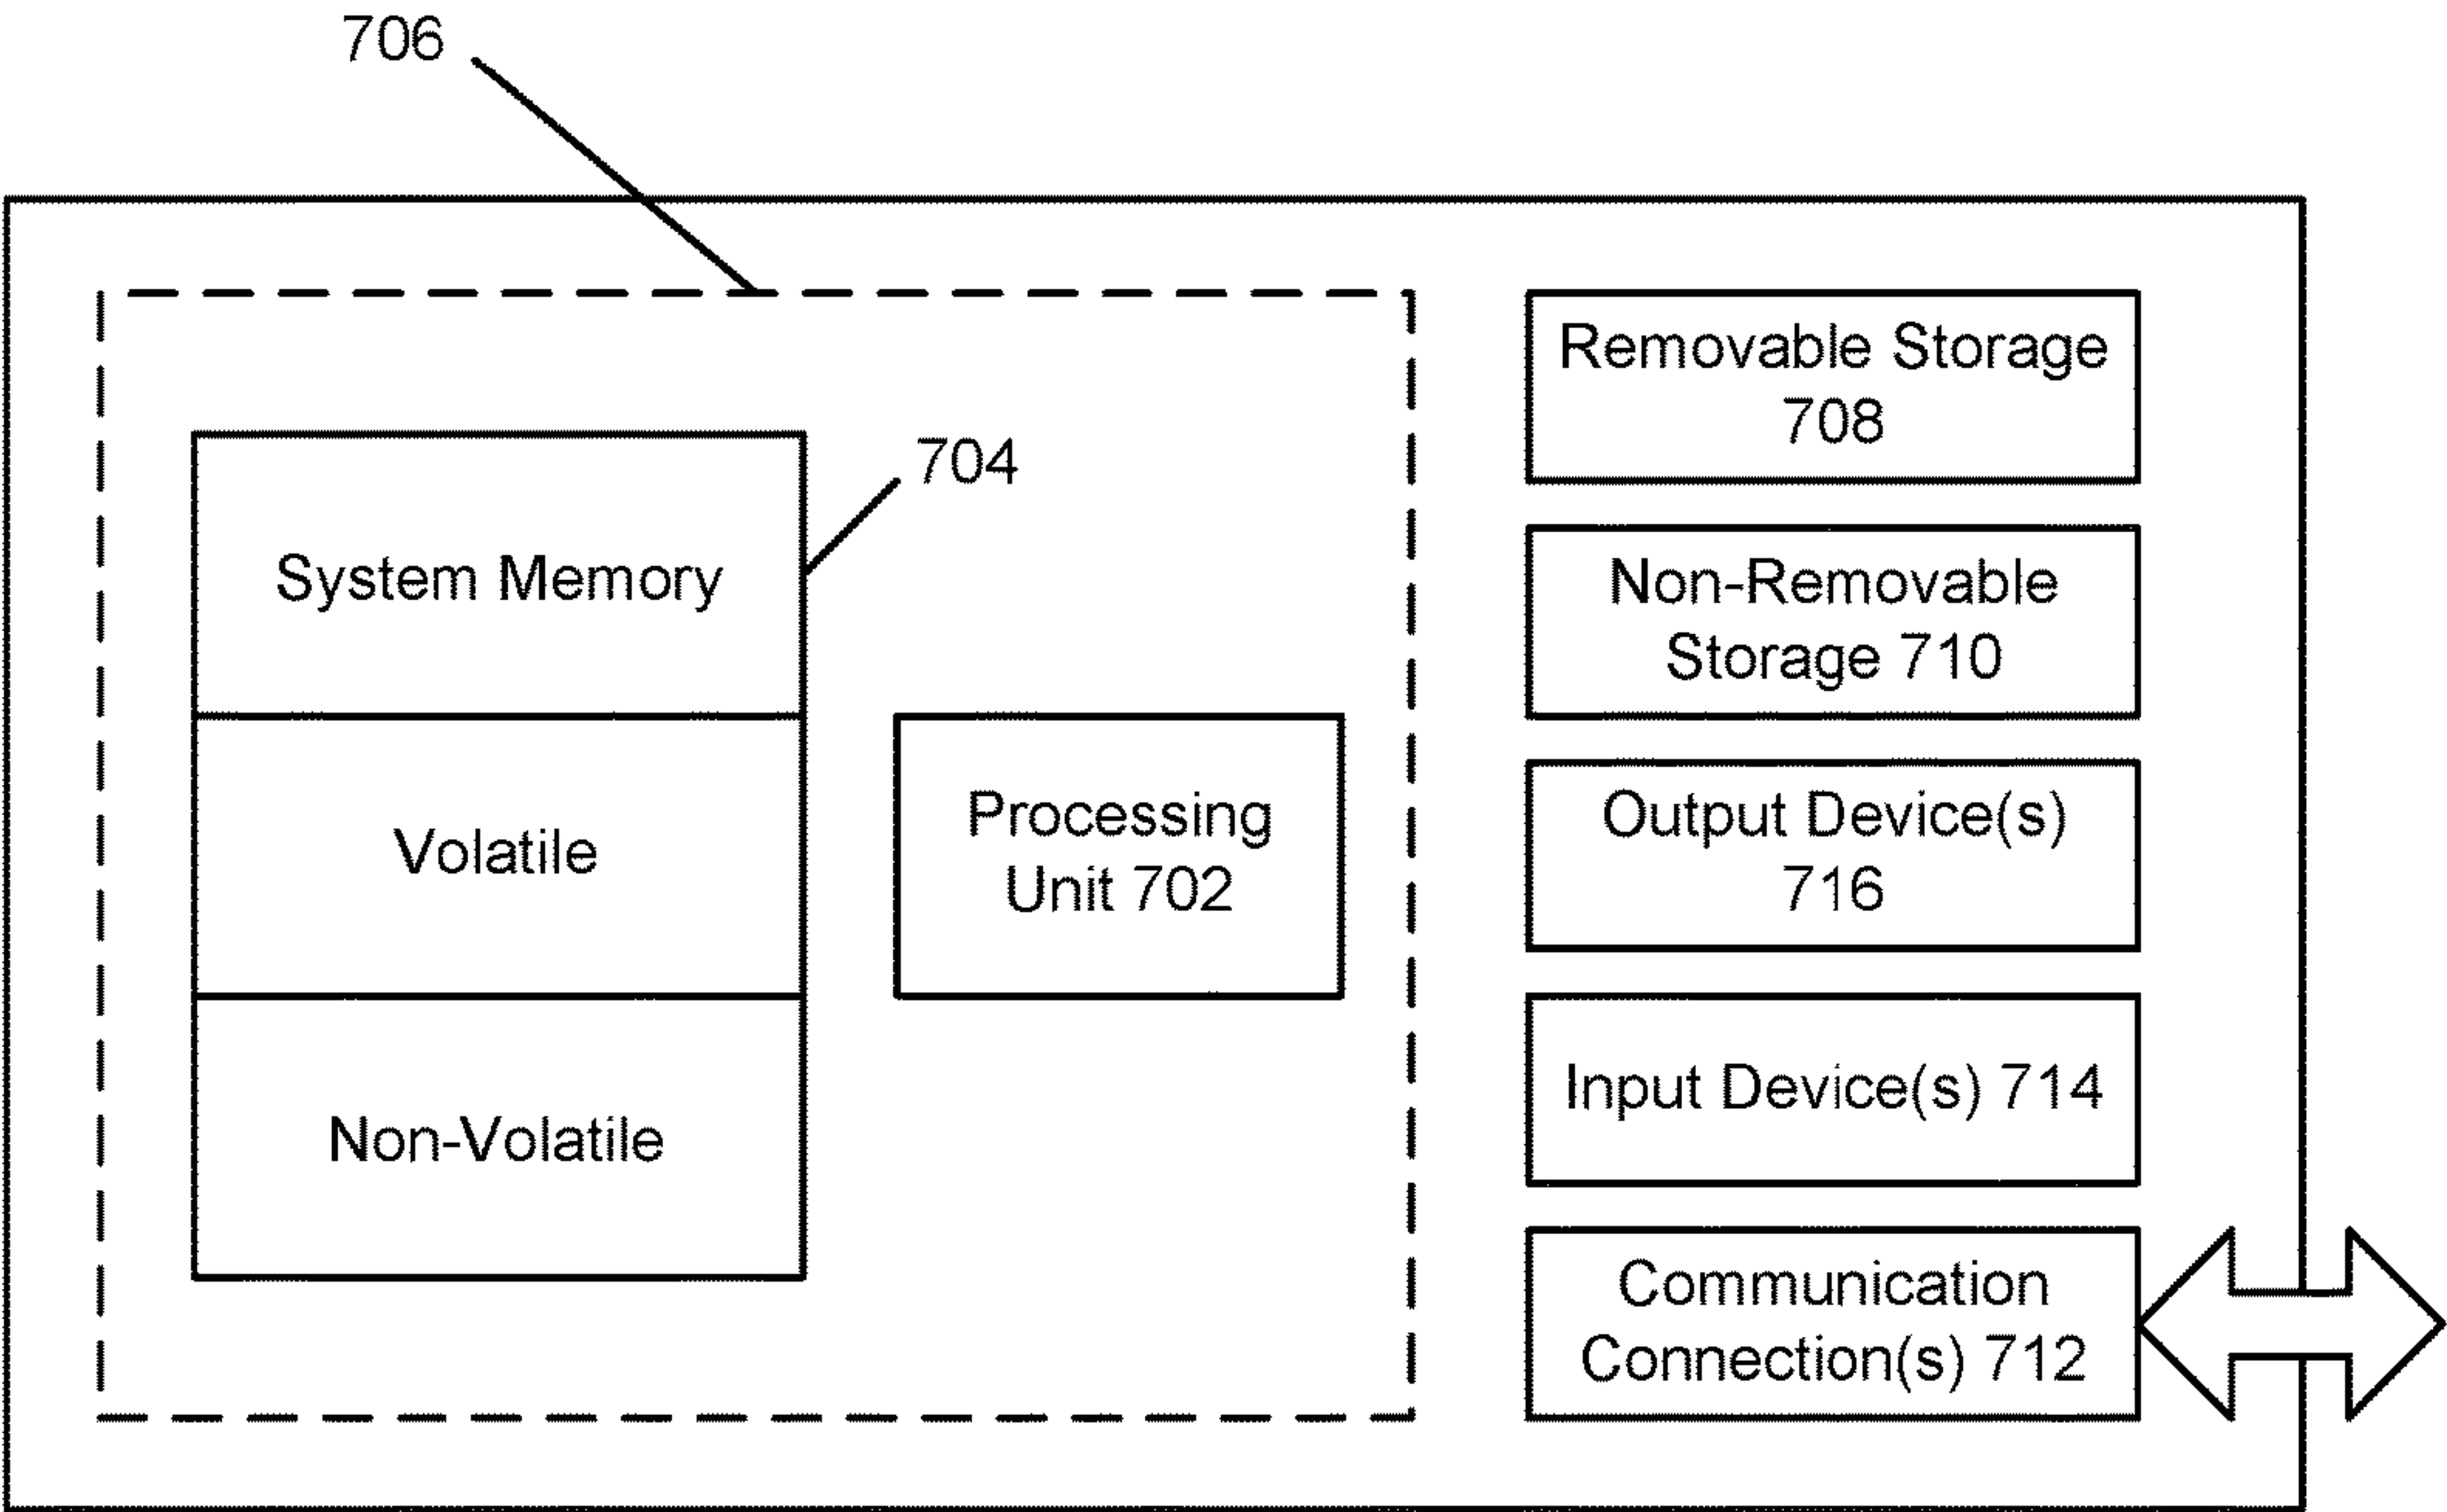 706
704
System Memory
Volatile
Non-Volatile
Processing
Unit 702
Removable Storage
708
Non-Removable
Storage 710
Output Device(s)
716
Input Device(s) 714
Communication
Connection(s) 712